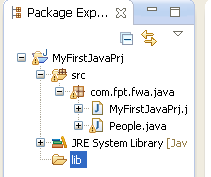 Package Exp...
MyFirstJavaPrj
src
com.fpt.fwa.java
MyFirstJavaPrj.j
People.java
JRE System Library [Jav
lib